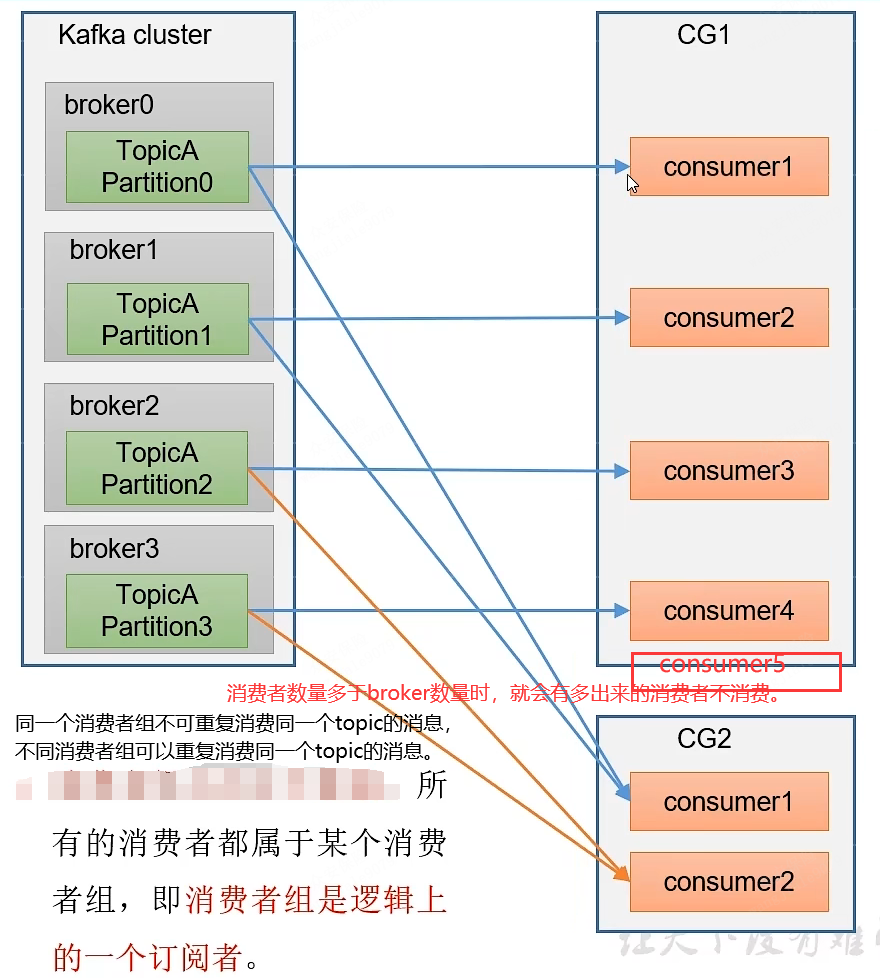 Kafka cluster
broker0
TopicA
Partition0
broker1
TopicA
Partition1
broker2
TopicA
Partition2
broker3
TopicA
Partition3
CG1
consumer1
consumer2
consumer3
consumer4
consumer5
消费者数量多于broker数量时，就会有多出来的消费者不消费。
CG2
consumer1
consumer2
同一个消费者组不可重复消费同一个topic的消息，
不同消费者组可以重复消费同一个topic的消息。
所
有的消费者都属于某个消费
者组，即消费者组是逻辑上
的一个订阅者。
让天下没有难